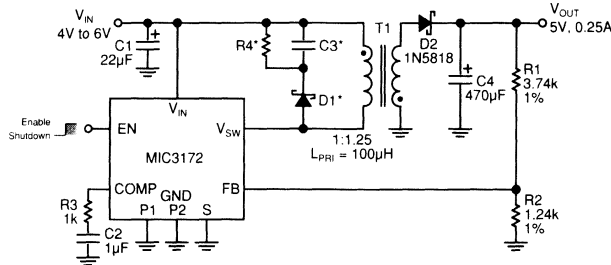 VIN
4V to 6V
C1
22µF
R4*
C3*
D1*
T1
1:1.25
LPRI = 100µH
D2
1N5818
VOUT
5V, 0.25A
C4
470µF
R1
3.74k
1%
Enable
Shutdown
EN
VIN
VSW
MIC3172
COMP
GND
FB
P1 P2 S
R3
1k
C2
1µF
R2
1.24k
1%